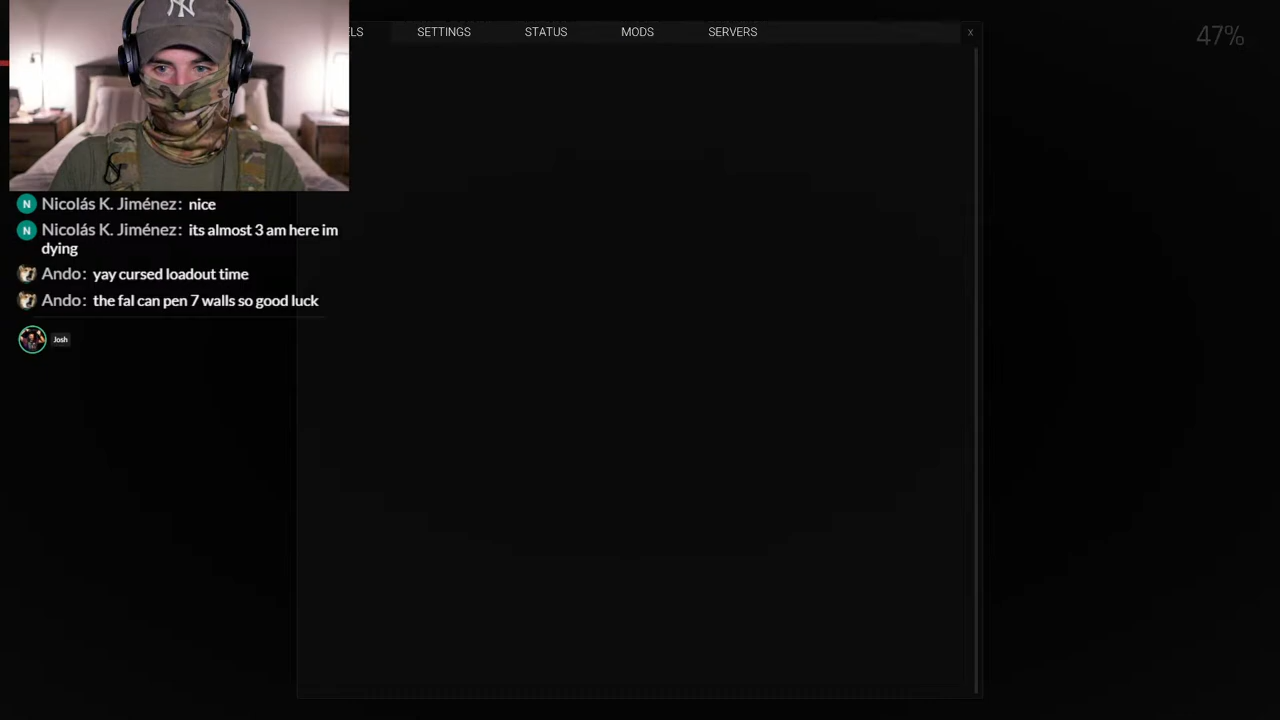 ELS SETTINGS STATUS MODS SERVERS X
47%
Nicolás K. Jiménez: nice
Nicolás K. Jiménez: its almost 3 am here im
dying
Ando: yay cursed loadout time
Ando: the fal can pen 7 walls so good luck
Josh